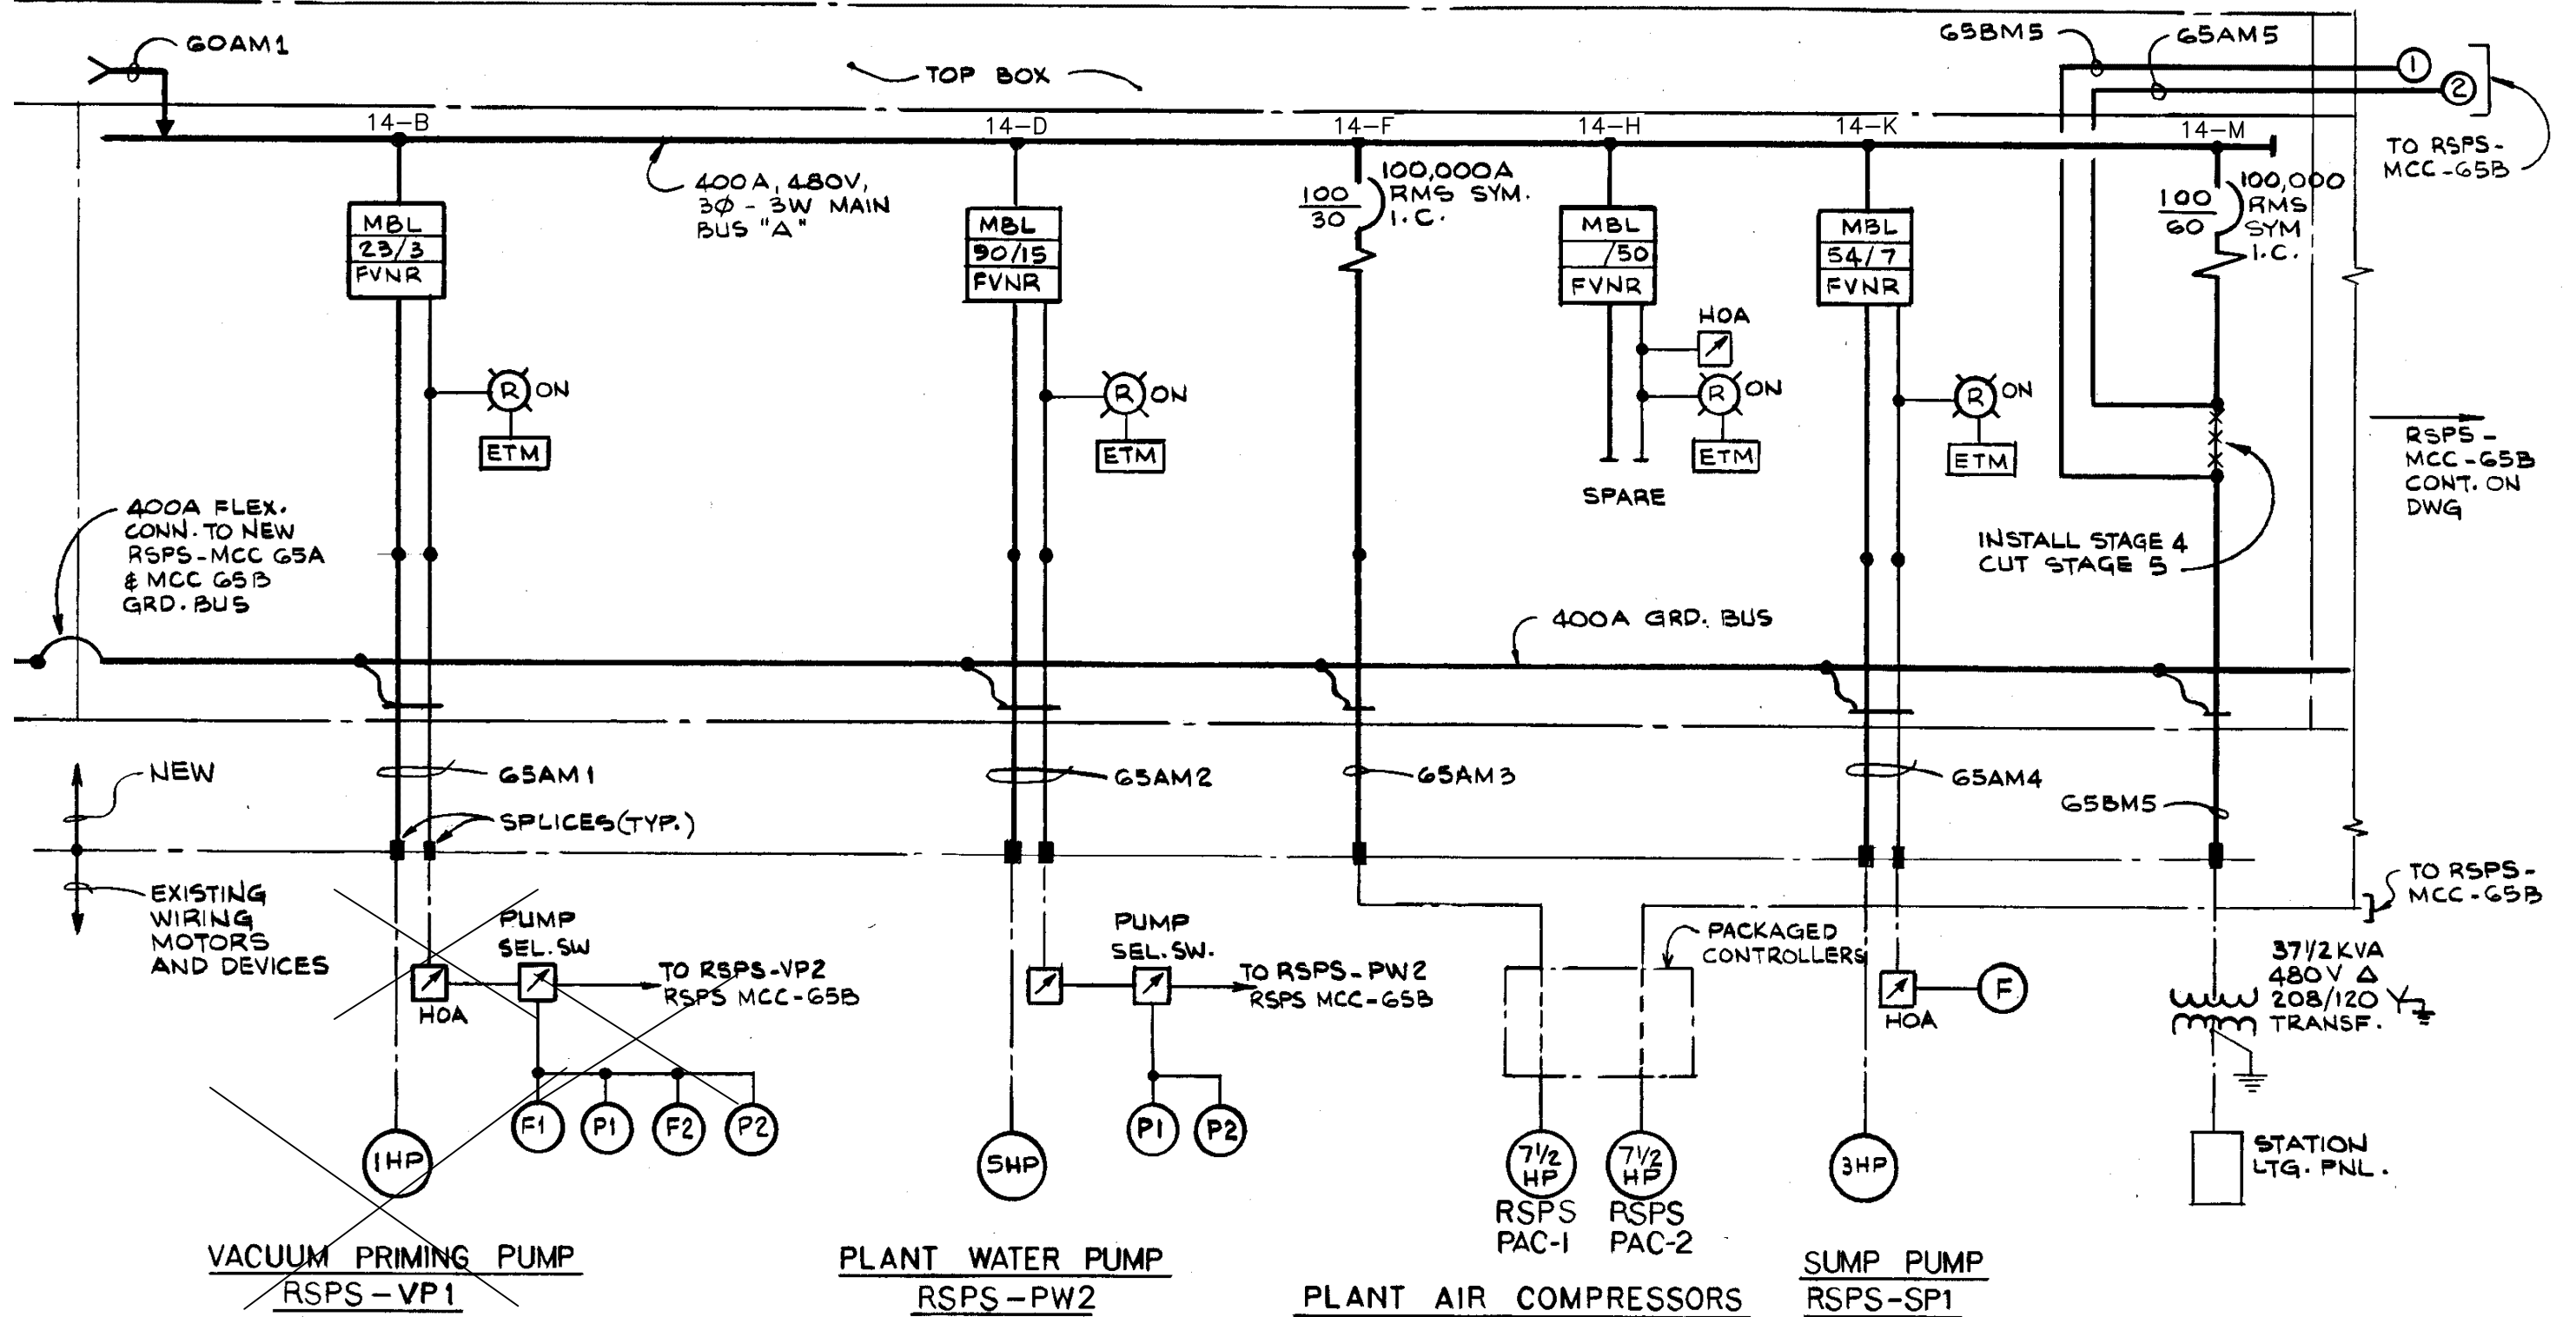 60AM1
TOP BOX
65BM5
65AM5
1
2
TO RSPS-
MCC-65B
14-B
14-D
14-F
14-H
14-K
14-M
400A, 480V,
3Ø - 3W MAIN
BUS "A"
MBL
23/3
FVNR
MBL
90/15
FVNR
100
30
100,000A
RMS SYM.
I.C.
MBL
/50
FVNR
MBL
54/7
FVNR
100
60
100,000
RMS
SYM
I.C.
HOA
R ON
ETM
R ON
ETM
R ON
ETM
R ON
ETM
SPARE
RSPS-
MCC-65B
CONT. ON
DWG
INSTALL STAGE 4
CUT STAGE 5
400A FLEX.
CONN. TO NEW
RSPS-MCC 65A
& MCC 65B
GRD. BUS
400A GRD. BUS
NEW
65AM1
65AM2
65AM3
65AM4
65BM5
SPLICES (TYP.)
EXISTING
WIRING
MOTORS
AND DEVICES
PUMP
SEL. SW
HOA
TO RSPS-VP2
RSPS MCC-65B
PUMP
SEL. SW.
TO RSPS-PW2
RSPS MCC-65B
PACKAGED
CONTROLLERS
HOA
F
TO RSPS-
MCC-65B
37 1/2 KVA
480V Δ
208/120 Y
TRANSF.
F1
P1
F2
P2
P1
P2
1HP
5HP
7 1/2
HP
7 1/2
HP
3HP
STATION
LTG. PNL.
RSPS
PAC-1
RSPS
PAC-2
VACUUM PRIMING PUMP
RSPS-VP1
PLANT WATER PUMP
RSPS-PW2
PLANT AIR COMPRESSORS
SUMP PUMP
RSPS-SP1